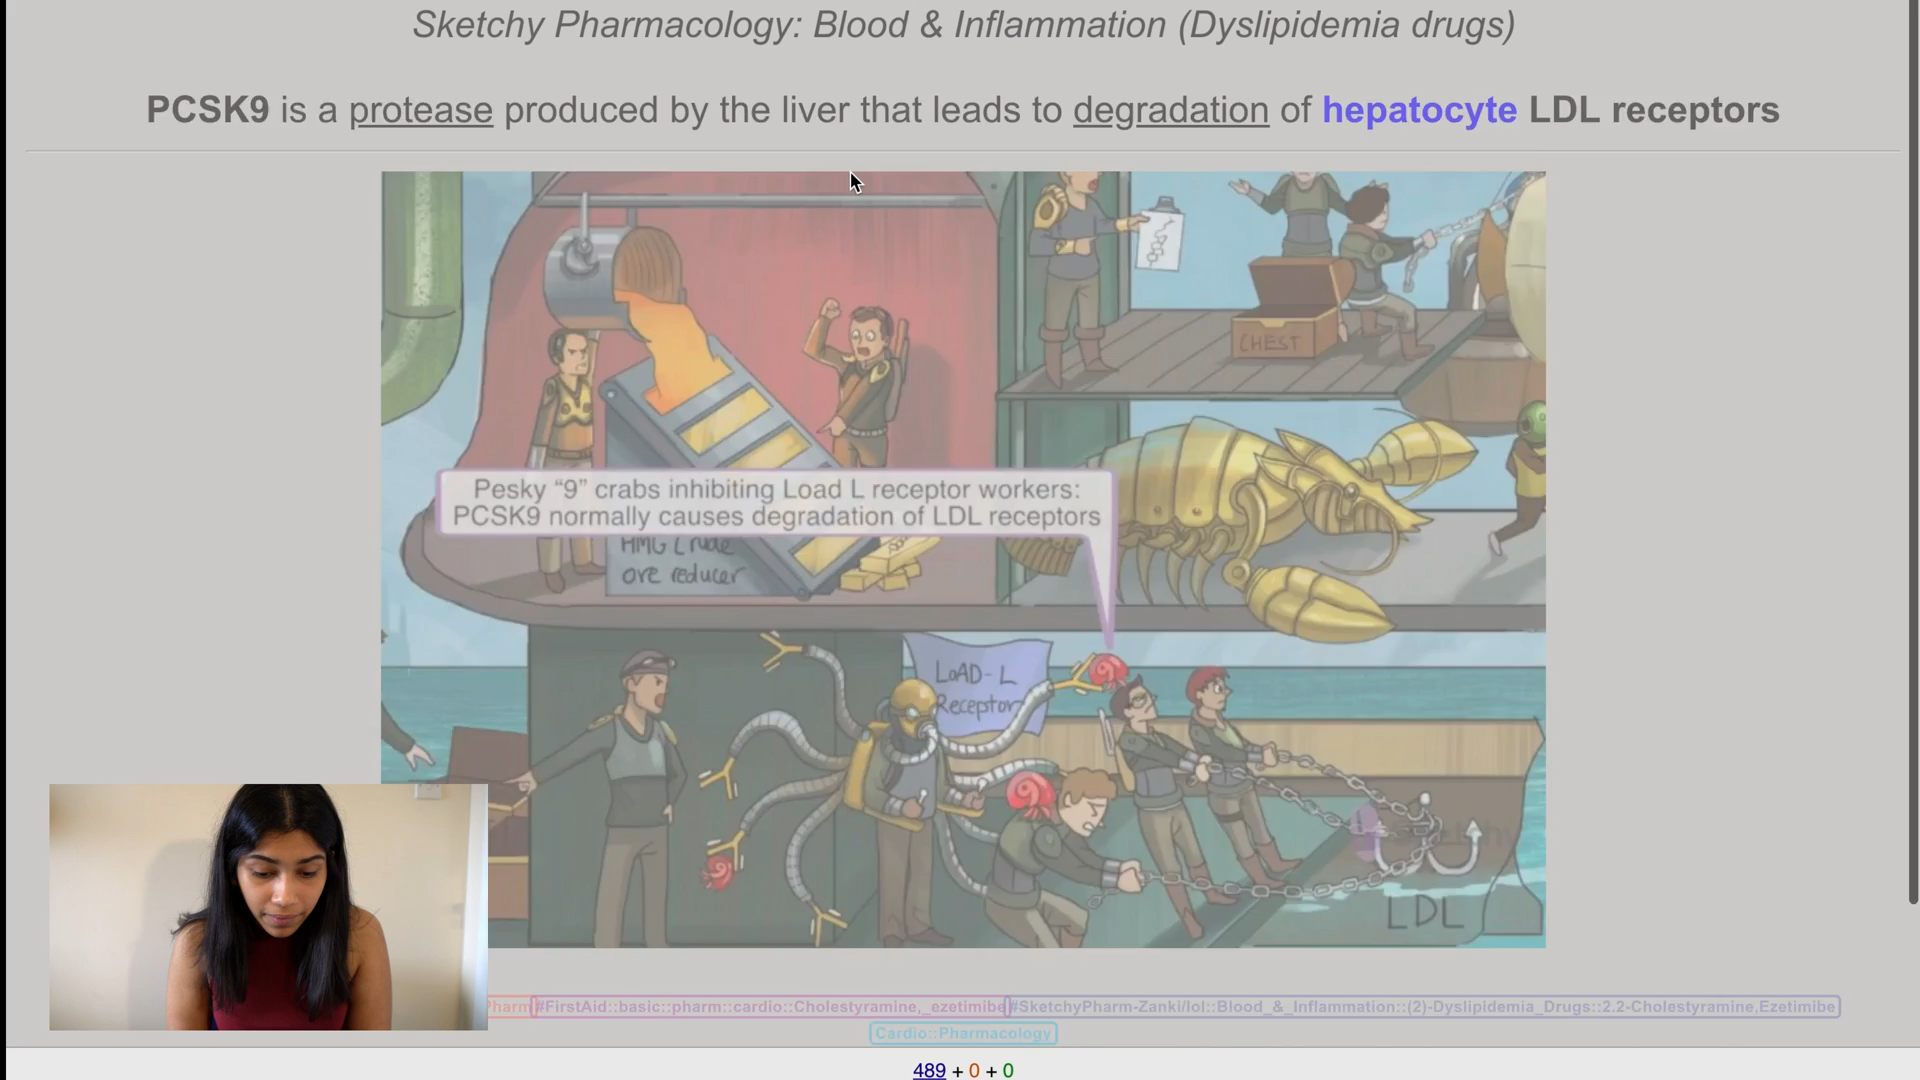 Sketchy Pharmacology: Blood & Inflammation (Dyslipidemia drugs)
PCSK9 is a protease produced by the liver that leads to degradation of hepatocyte LDL receptors
CHEST
Pesky "9" crabs inhibiting Load L receptor workers:
PCSK9 normally causes degradation of LDL receptors
HMG Crude
ore reducer
LOAD-L
Receptor
LDL
#FirstAid::basic::pharm::cardio::Cholestyramine,_ezetimibe #SketchyPharm-Zanki/lol::Blood_&_Inflammation::(2)-Dyslipidemia_Drugs::2.2-Cholestyramine,Ezetimibe
Cardio::Pharmacology
489 + 0 + 0